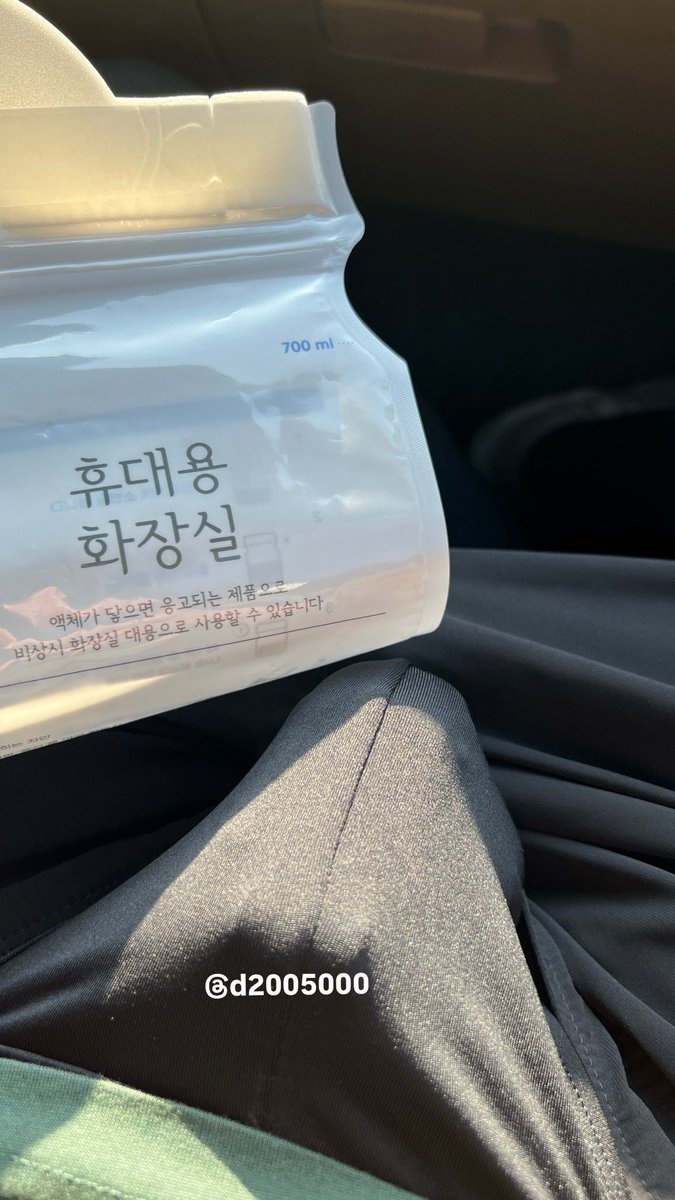 700 ml
휴대용
화장실
액체가 닿으면 응고되는 제품으로
비상시 화장실 대용으로 사용할 수 있습니다
@d2005000